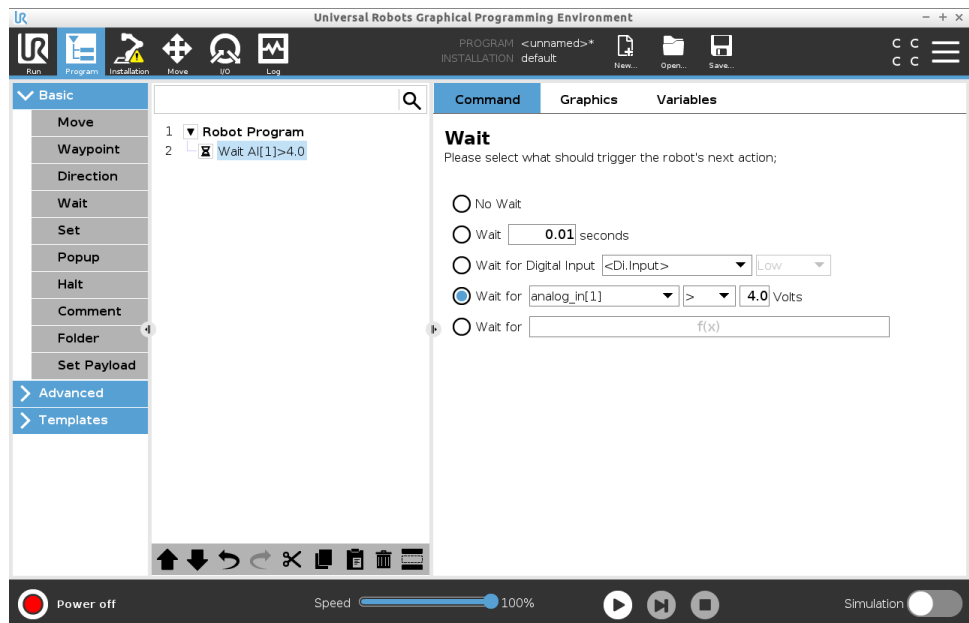 UR
Universal Robots Graphical Programming Environment
UR
PROGRAM <unnamed>*
INSTALLATION default
C C
C C
Run Program Installation Move I/O Log New... Open... Save...
Basic
Move
Waypoint
Direction
Wait
Set
Popup
Halt
Comment
Folder
Set Payload
Advanced
Templates
1 Robot Program
2 Wait AI[1]>4.0
Command Graphics Variables
Wait
Please select what should trigger the robot's next action;
No Wait
Wait 0.01 seconds
Wait for Digital Input <Di.Input> Low
Wait for analog_in[1] > 4.0 Volts
Wait for f(x)
Power off Speed 100% Simulation